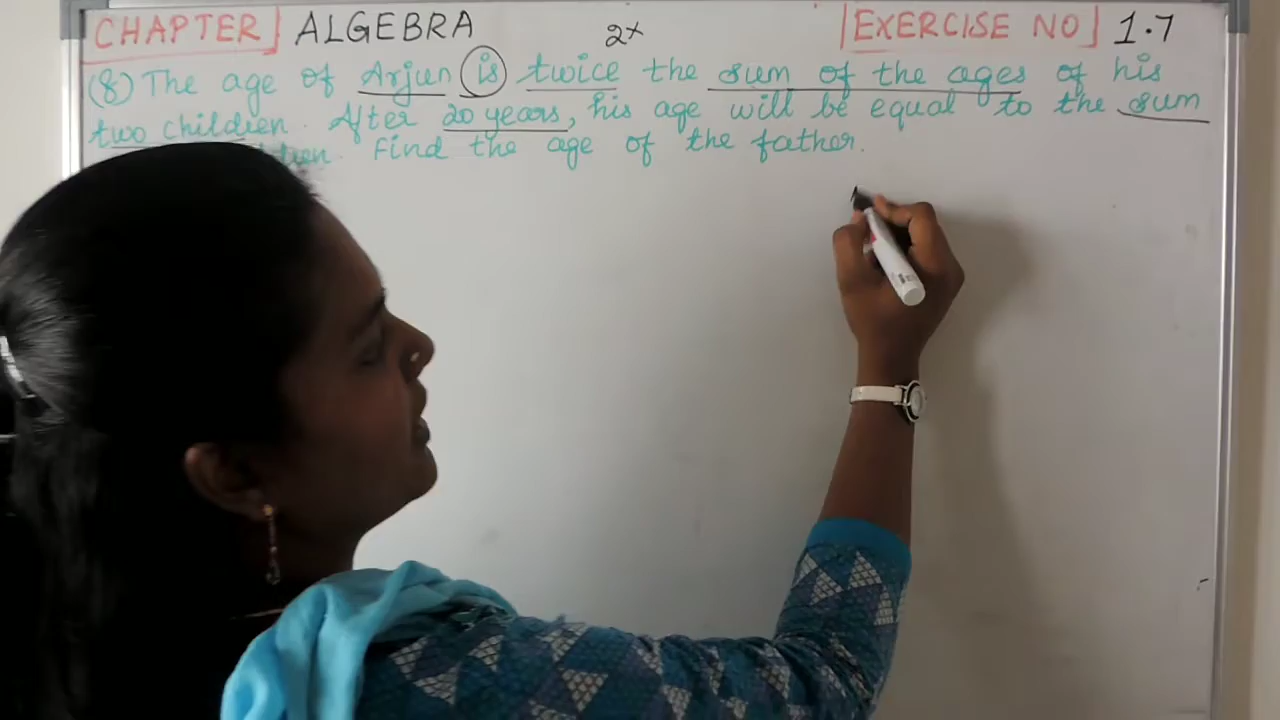 CHAPTER] ALGEBRA 2x [EXERCISE NO] 1.7
(8) The age of Arjun is twice the sum of the ages of his
two children. After 20 years, his age will be equal to the sum
Find the age of the father.